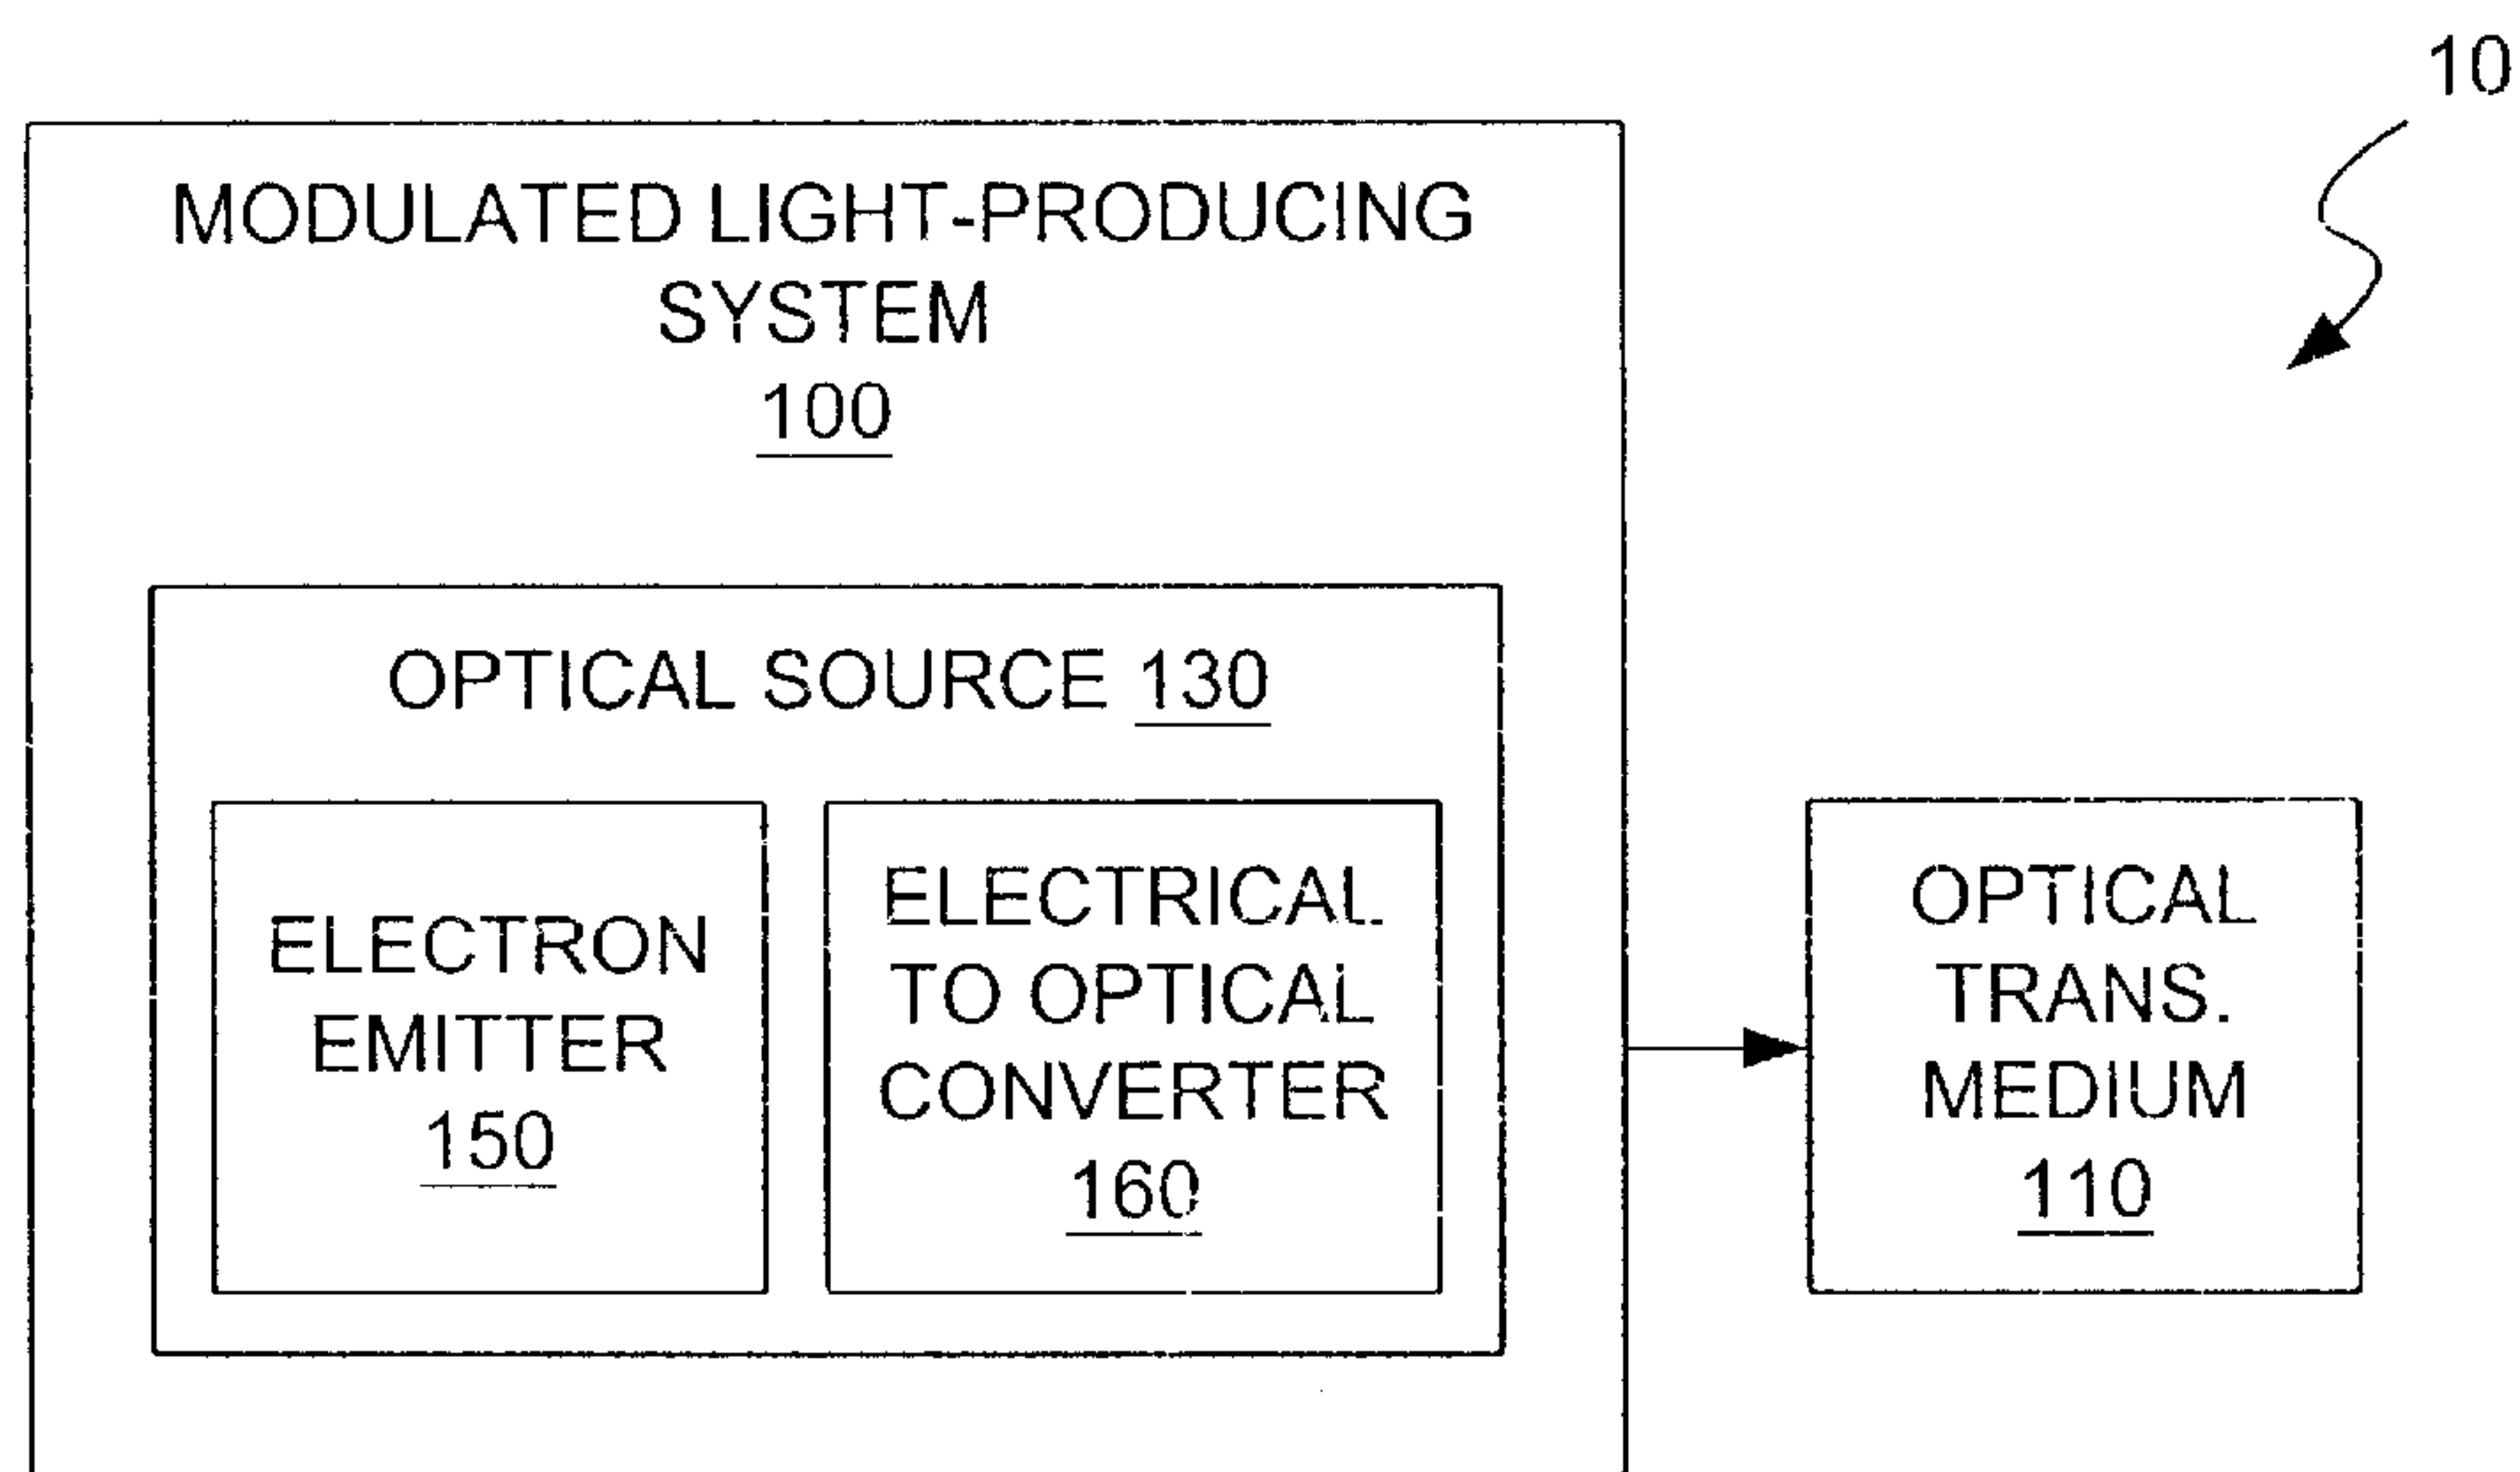 10
MODULATED LIGHT-PRODUCING
SYSTEM
100
OPTICAL SOURCE 130
ELECTRON
EMITTER
150
ELECTRICAL
TO OPTICAL
CONVERTER
160
OPTICAL
TRANS.
MEDIUM
110